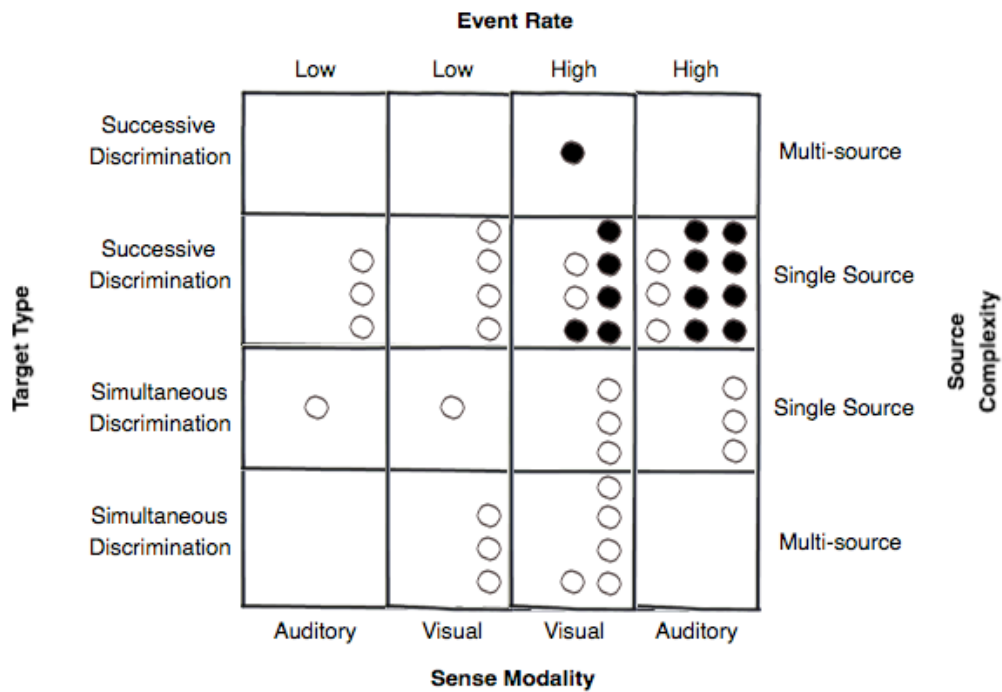 Event Rate
Low Low High High
Successive
Discrimination
Multi-source
Successive
Discrimination
Single Source
Target Type
Source
Complexity
Simultaneous
Discrimination
Single Source
Simultaneous
Discrimination
Multi-source
Auditory Visual Visual Auditory
Sense Modality